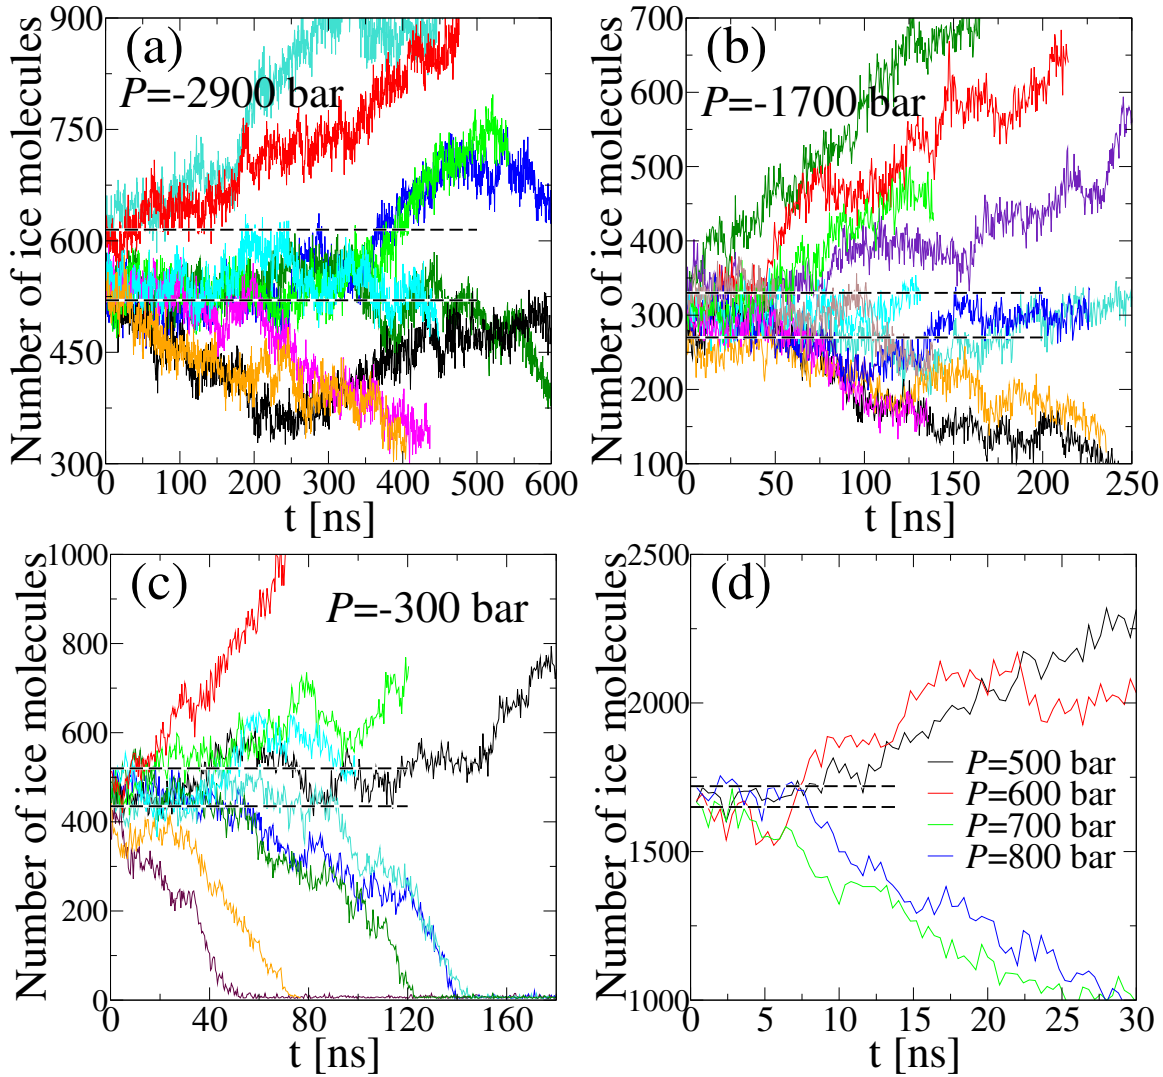 (a)
P=-2900 bar
Number of ice molecules
900
750
600
450
300
0 100 200 300 400 500 600
t [ns]
(b)
P=-1700 bar
Number of ice molecules
700
600
500
400
300
200
100
0 50 100 150 200 250
t [ns]
(c)
P=-300 bar
Number of ice molecules
1000
800
600
400
200
0
0 40 80 120 160
t [ns]
(d)
Number of ice molecules
2500
2000
1500
1000
P=500 bar
P=600 bar
P=700 bar
P=800 bar
0 5 10 15 20 25 30
t [ns]